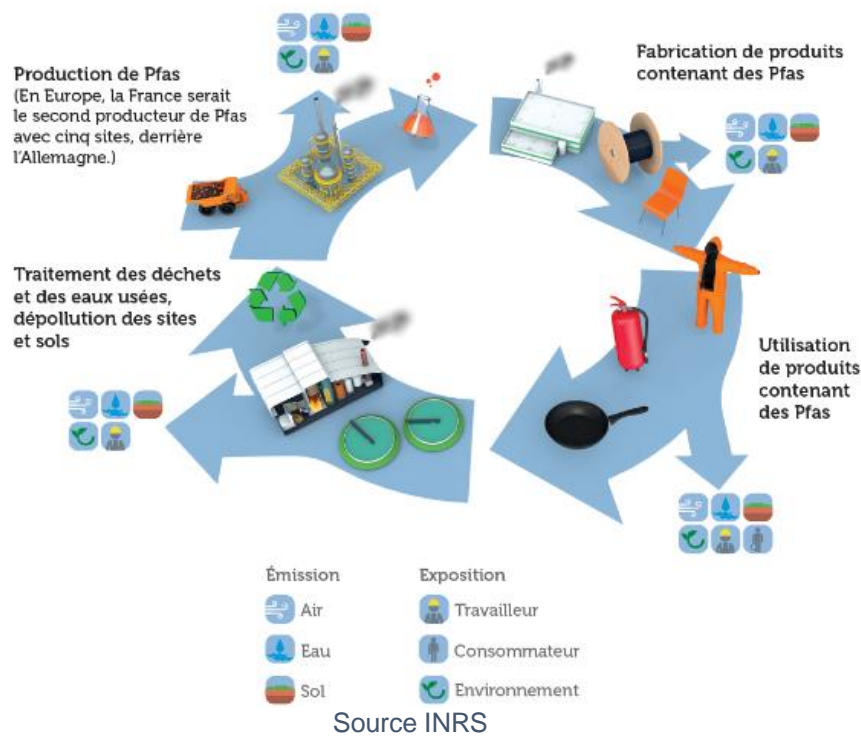 Production de Pfas
(En Europe, la France serait
le second producteur de Pfas
avec cinq sites, derrière
l'Allemagne.)
Fabrication de produits
contenant des Pfas
Utilisation
de produits
contenant
des Pfas
Traitement des déchets
et des eaux usées,
dépollution des sites
et sols
Émission
Air
Eau
Sol
Exposition
Travailleur
Consommateur
Environnement
Source INRS